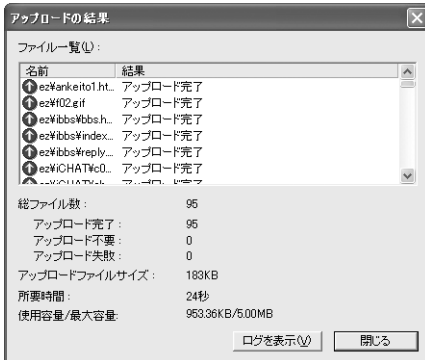 アップロードの結果
ファイル一覧(L):
名前 結果
ez¥ankeito1.ht... アップロード完了
ez¥f02.gif アップロード完了
ez¥ibbs¥bbs.h... アップロード完了
ez¥ibbs¥index... アップロード完了
ez¥ibbs¥reply.... アップロード完了
ez¥iCHAT¥c0... アップロード完了
総ファイル数: 95
アップロード完了: 95
アップロード不要: 0
アップロード失敗: 0
アップロードファイルサイズ: 183KB
所要時間: 24秒
使用容量/最大容量: 953.36KB/5.00MB
ログを表示(V) 閉じる